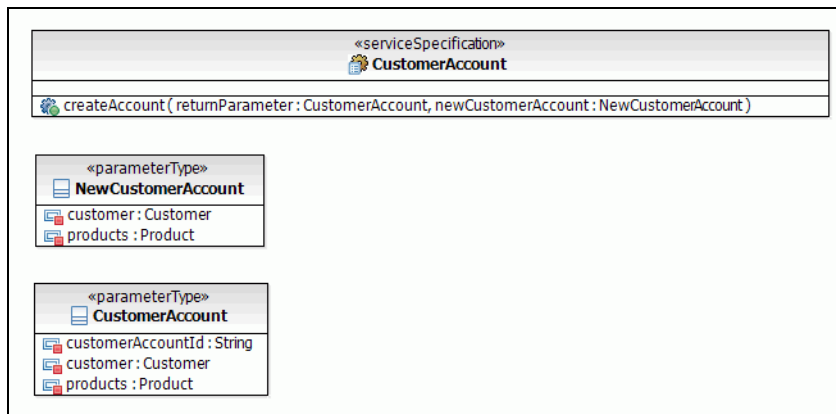 «serviceSpecification»
CustomerAccount
createAccount ( returnParameter : CustomerAccount, newCustomerAccount : NewCustomerAccount )
«parameterType»
NewCustomerAccount
customer : Customer
products : Product
«parameterType»
CustomerAccount
customerAccountId : String
customer : Customer
products : Product